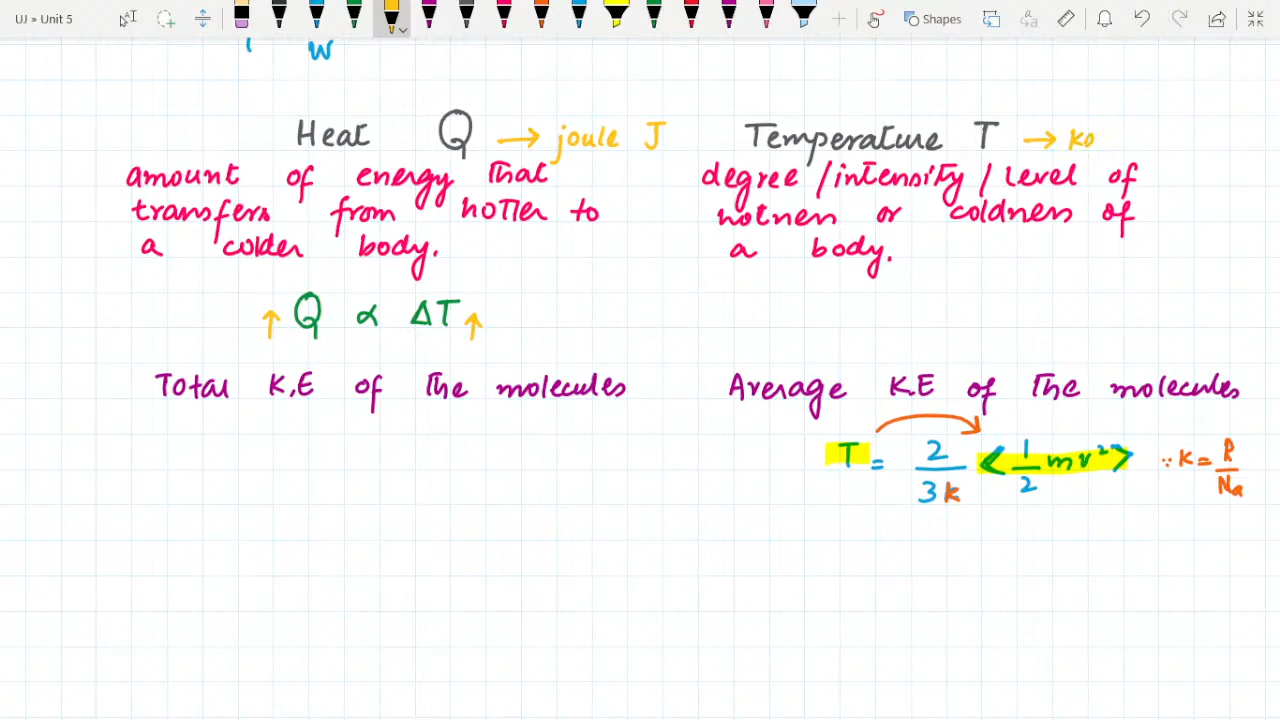 UJ » Unit 5
Shapes
W
Heat Q → joule J
amount of energy that
transfers from hotter to
a colder body.
↑ Q ∝ ΔT ↑
Total K.E of the molecules
Temperature T → ko
degree /intensity / level of
hotness or coldness of
a body.
Average K.E of the molecules
T = 2/3k <1/2 mv²> ∵ K = R/Na